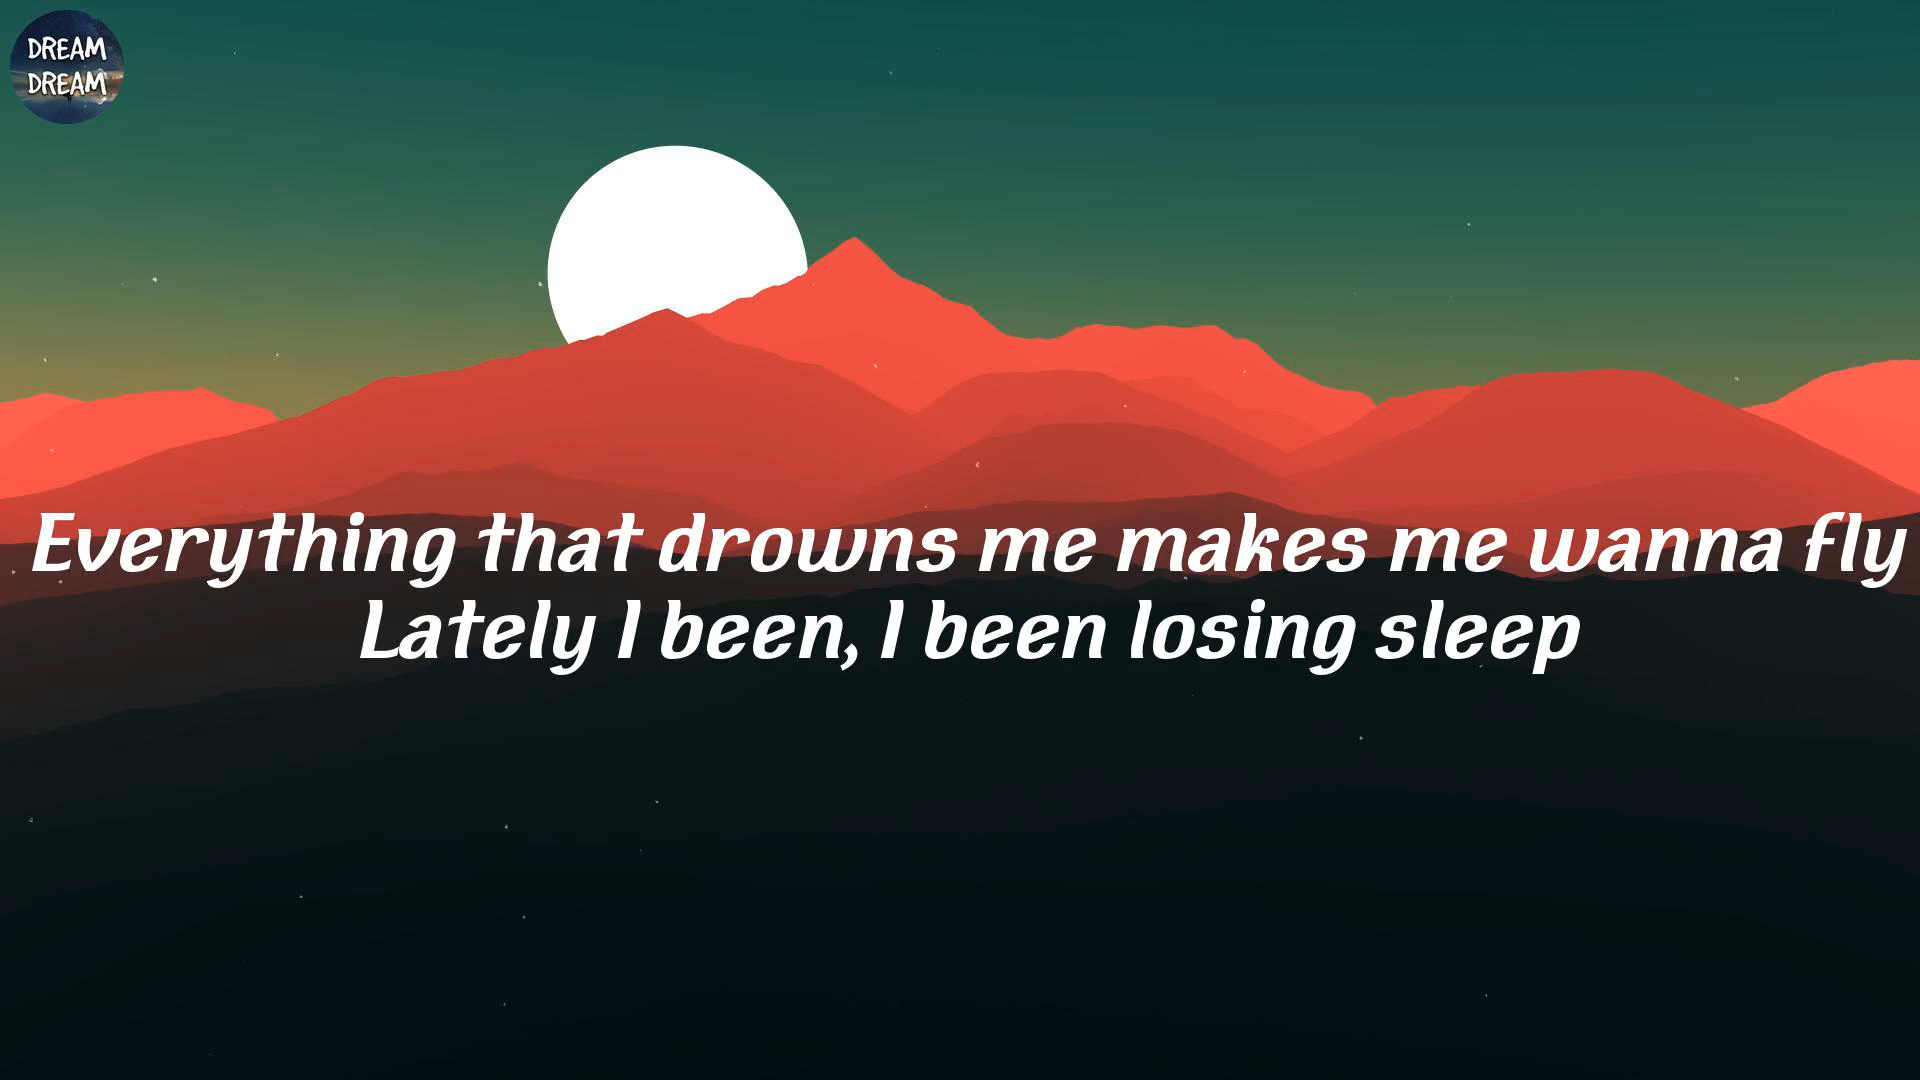 DREAM
DREAM
Everything that drowns me makes me wanna fly
Lately I been, I been losing sleep